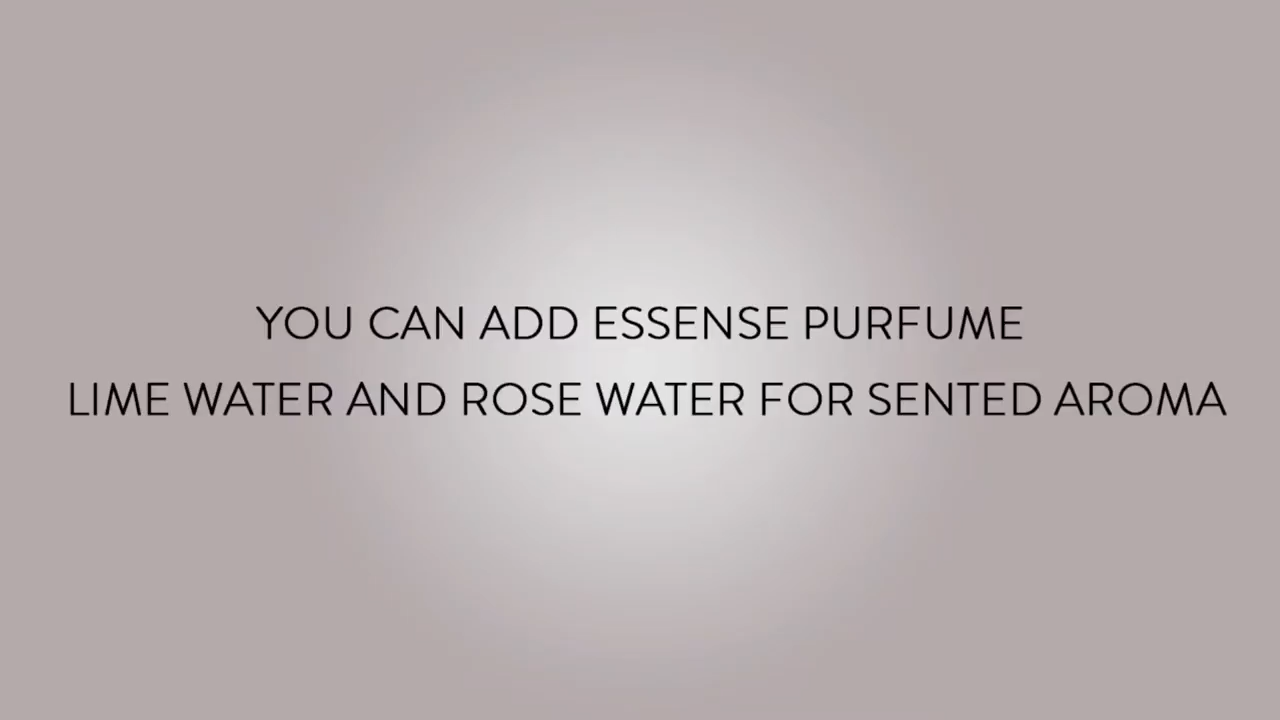 YOU CAN ADD ESSENSE PURFUME
LIME WATER AND ROSE WATER FOR SENTED AROMA